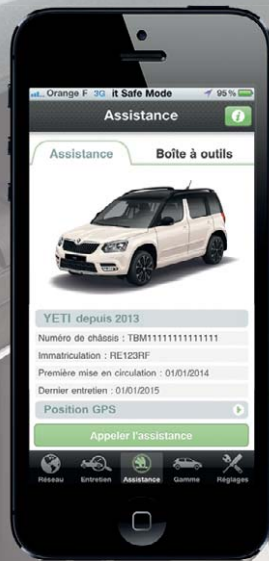 Orange F 3G it Safe Mode 95 %
Assistance
Assistance Boîte à outils
YETI depuis 2013
Numéro de châssis : TBM11111111111111
Immatriculation : RE123RF
Première mise en circulation : 01/01/2014
Dernier entretien : 01/01/2015
Position GPS
Appeler l'assistance
Réseau Entretien Assistance Gamme Réglages